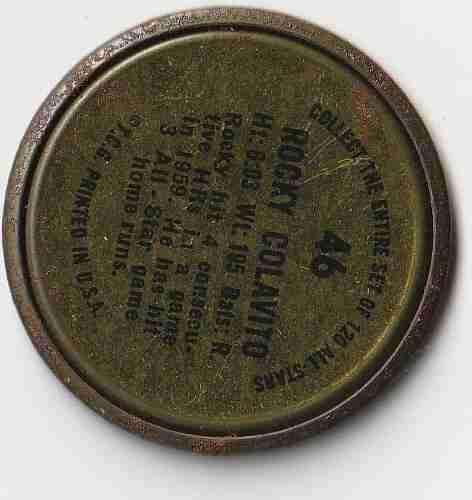 COLLECT THE ENTIRE SET OF 120 ALL-STARS
46
ROCKY COLAVITO
Ht: 6:03 Wt: 195 Bats: R
Rocky hit 4 consecu-
tive HRs in a game
in 1959. He has hit
3 All-Star game
home runs.
© T.C.G. PRINTED IN U.S.A.